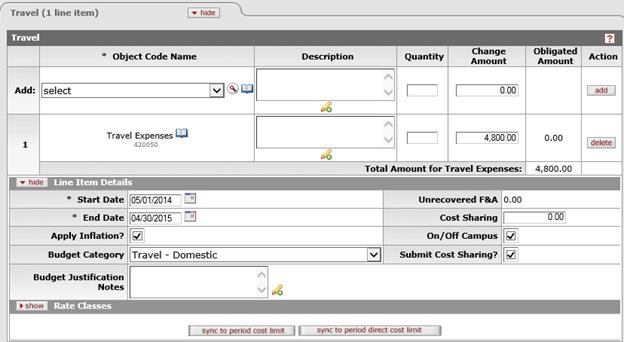 Travel (1 line item) hide
Travel ?
* Object Code Name Description Quantity Change Amount Obligated Amount Action
Add: select 0.00 add
1 Travel Expenses 420050 4,800.00 0.00 delete
Total Amount for Travel Expenses: 4,800.00
hide Line Item Details
* Start Date 05/01/2014 Unrecovered F&A 0.00
* End Date 04/30/2015 Cost Sharing 0.00
Apply Inflation? On/Off Campus
Budget Category Travel - Domestic Submit Cost Sharing?
Budget Justification Notes
show Rate Classes
sync to period cost limit sync to period direct cost limit